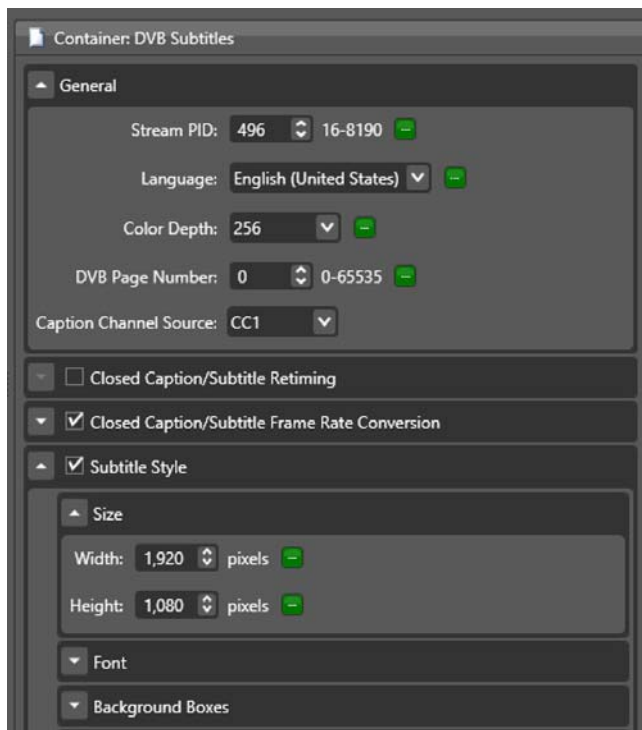 Container: DVB Subtitles
General
Stream PID: 496 16-8190
Language: English (United States)
Color Depth: 256
DVB Page Number: 0 0-65535
Caption Channel Source: CC1
Closed Caption/Subtitle Retiming
Closed Caption/Subtitle Frame Rate Conversion
Subtitle Style
Size
Width: 1,920 pixels
Height: 1,080 pixels
Font
Background Boxes